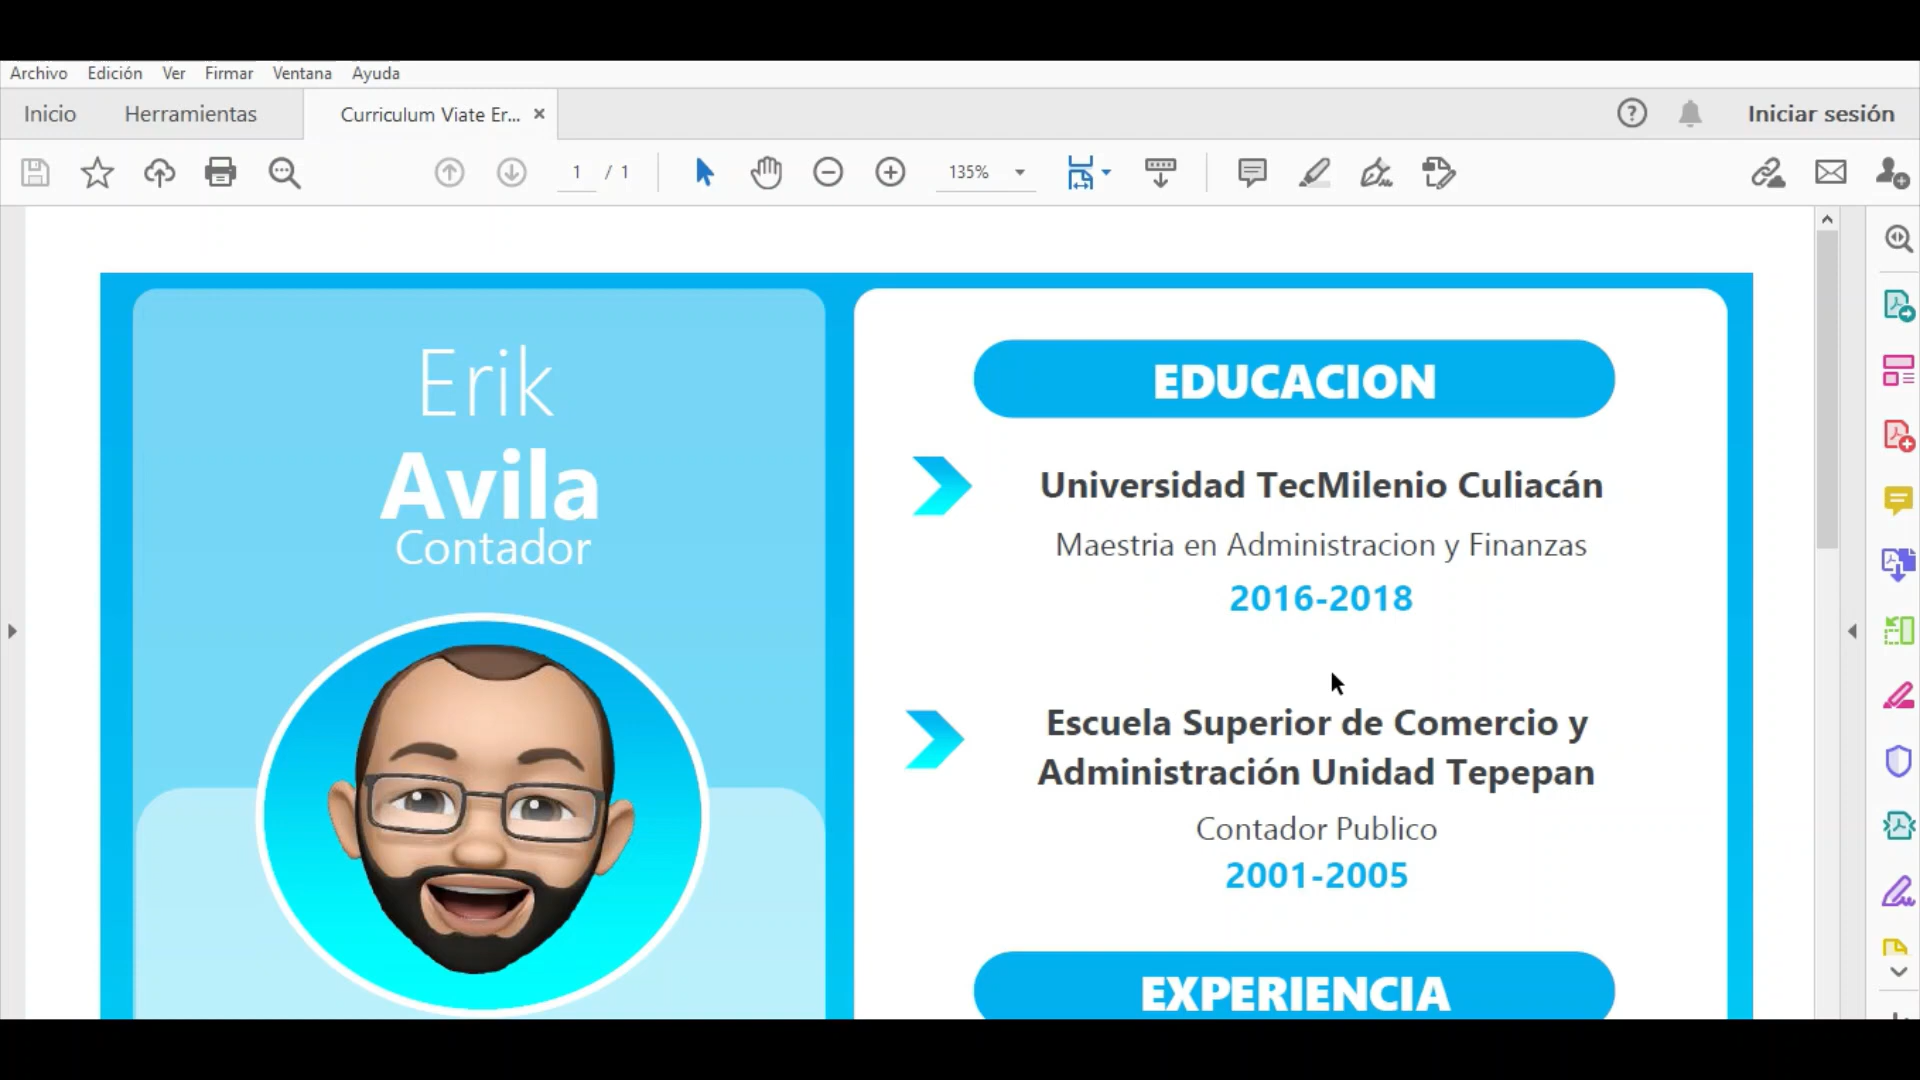 Archivo Edición Ver Firmar Ventana Ayuda
Inicio Herramientas Curriculum Viate Er... Iniciar sesión
1 / 1 135%
Erik
Avila
Contador
EDUCACION
Universidad TecMilenio Culiacán
Maestria en Administracion y Finanzas
2016-2018
Escuela Superior de Comercio y
Administración Unidad Tepepan
Contador Publico
2001-2005
EXPERIENCIA